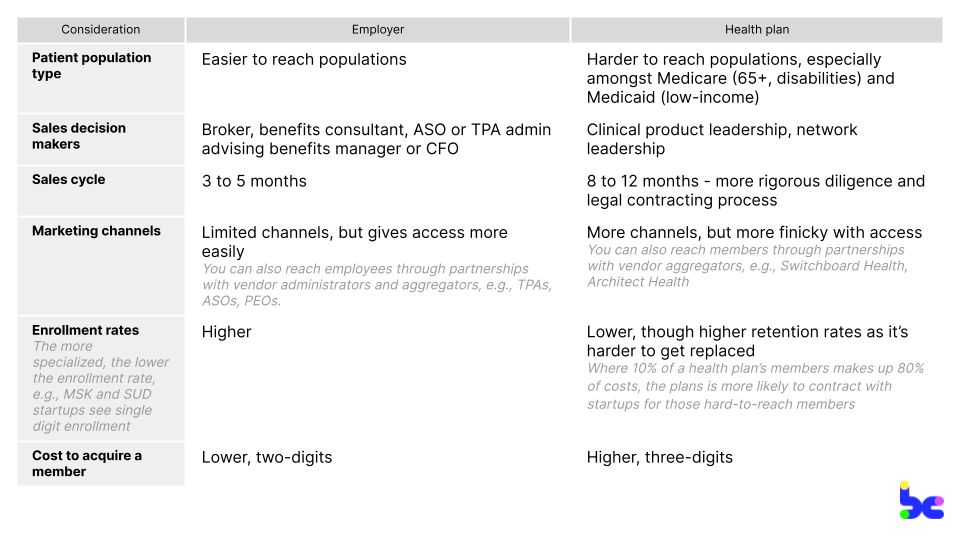 Consideration
Employer
Health plan
Patient population
type
Easier to reach populations
Harder to reach populations, especially
amongst Medicare (65+, disabilities) and
Medicaid (low-income)
Sales decision
makers
Broker, benefits consultant, ASO or TPA admin
advising benefits manager or CFO
Clinical product leadership, network
leadership
Sales cycle
3 to 5 months
8 to 12 months - more rigorous diligence and
legal contracting process
Marketing channels
Limited channels, but gives access more
easily
You can also reach employees through partnerships
with vendor administrators and aggregators, e.g., TPAs,
ASOs, PEOs.
More channels, but more finicky with access
You can also reach members through partnerships
with vendor aggregators, e.g., Switchboard Health,
Architect Health
Enrollment rates
The more
specialized, the lower
the enrollment rate,
e.g., MSK and SUD
startups see single
digit enrollment
Higher
Lower, though higher retention rates as it's
harder to get replaced
Where 10% of a health plan's members makes up 80%
of costs, the plans is more likely to contract with
startups for those hard-to-reach members
Cost to acquire a
member
Lower, two-digits
Higher, three-digits
bc